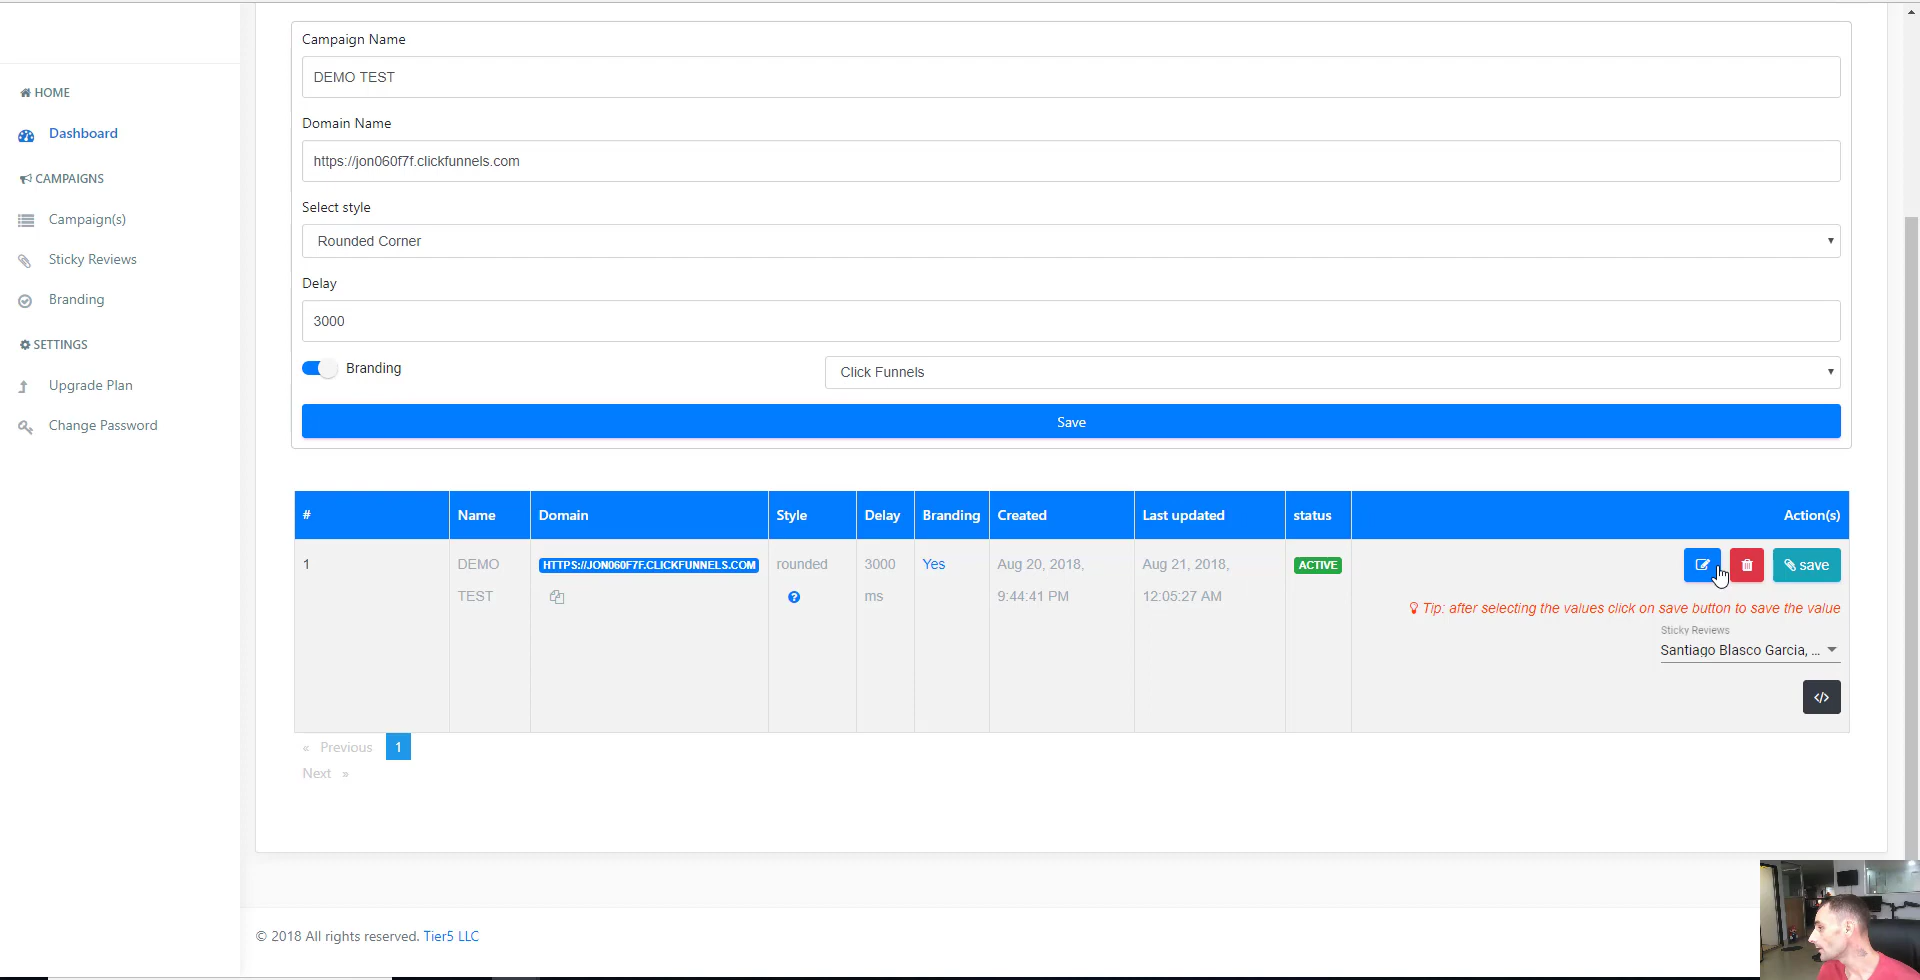 HOME
Dashboard
CAMPAIGNS
Campaign(s)
Sticky Reviews
Branding
SETTINGS
Upgrade Plan
Change Password
Campaign Name
DEMO TEST
Domain Name
https://jon060f7f.clickfunnels.com
Select style
Rounded Corner
Delay
3000
Branding
Click Funnels
Save
# Name Domain Style Delay Branding Created Last updated status Action(s)
1 DEMO HTTPS://JON060F7F.CLICKFUNNELS.COM rounded 3000 Yes Aug 20, 2018, Aug 21, 2018, ACTIVE save
TEST ? ms 9:44:41 PM 12:05:27 AM
Tip: after selecting the values click on save button to save the value
Sticky Reviews
Santiago Blasco Garcia, ...
</>
« Previous 1
Next »
© 2018 All rights reserved. Tier5 LLC